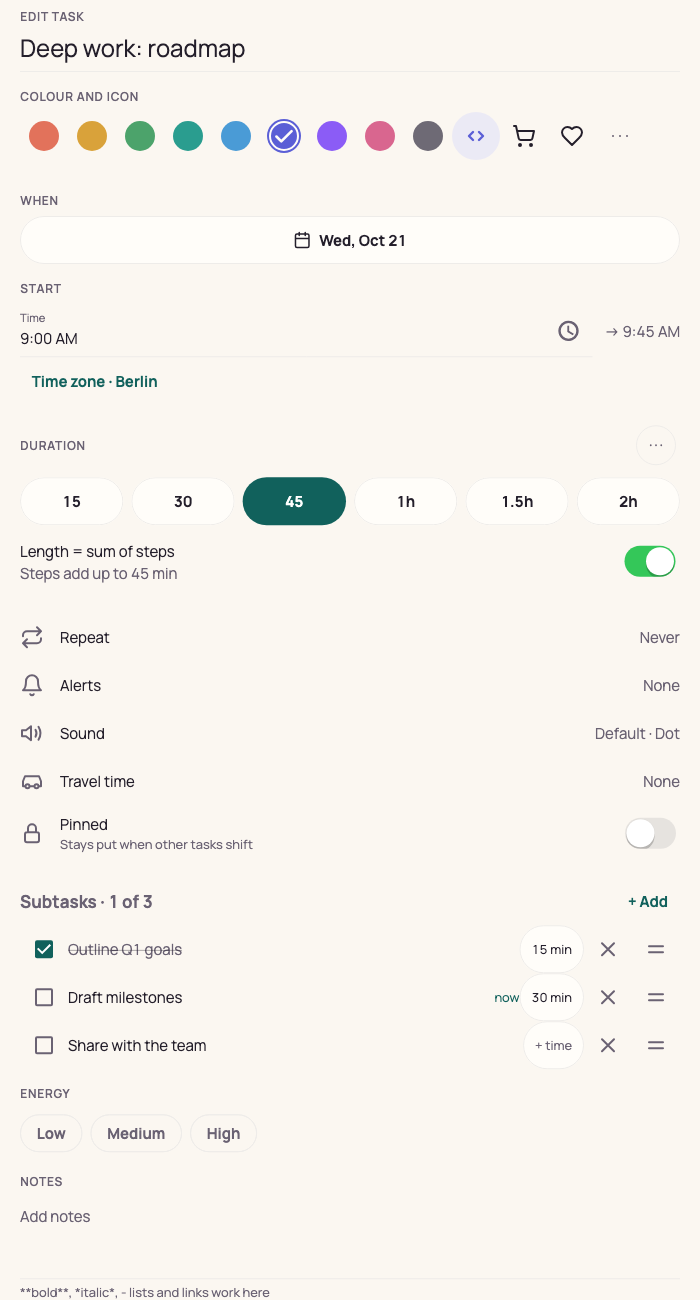 EDIT TASK
Deep work: roadmap
COLOUR AND ICON
WHEN
Wed, Oct 21
START
Time
9:00 AM
→ 9:45 AM
Time zone · Berlin
DURATION
15 30 45 1h 1.5h 2h
Length = sum of steps
Steps add up to 45 min
Repeat Never
Alerts None
Sound Default · Dot
Travel time None
Pinned
Stays put when other tasks shift
Subtasks · 1 of 3 + Add
Outline Q1 goals 15 min
Draft milestones now 30 min
Share with the team + time
ENERGY
Low Medium High
NOTES
Add notes
**bold**, *italic*, - lists and links work here